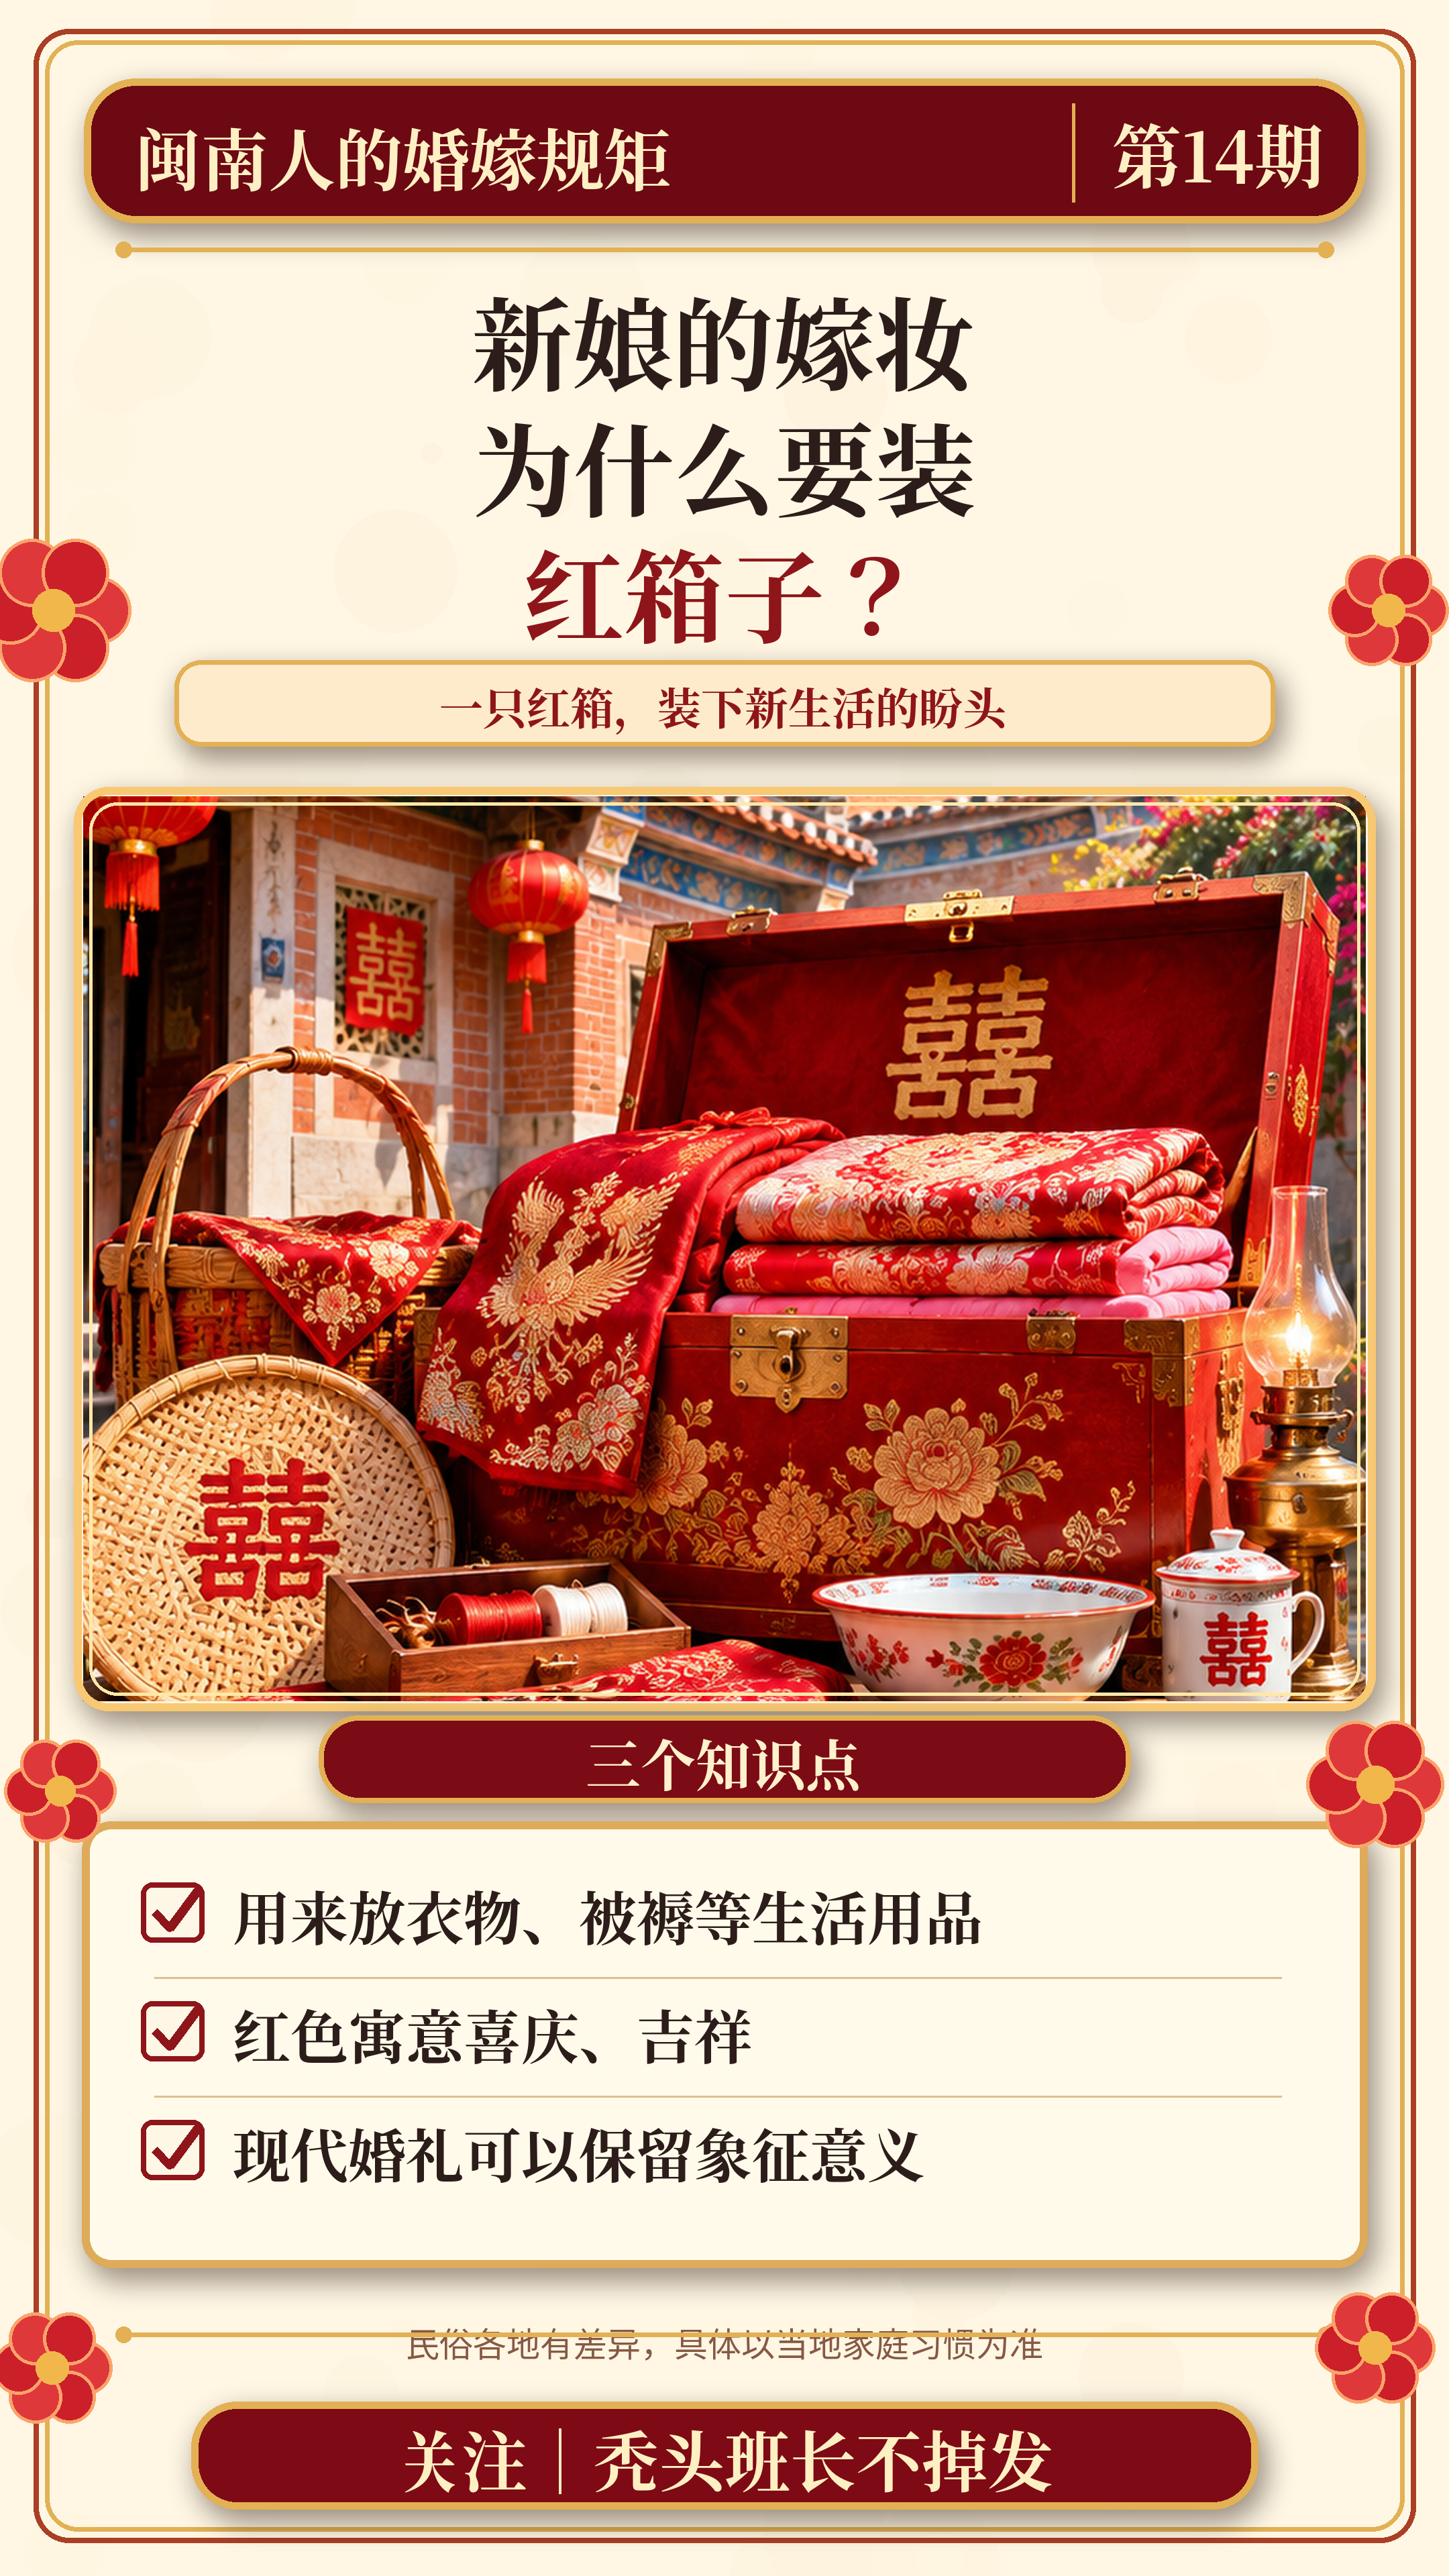 闽南人的婚嫁规矩
第14期
新娘的嫁妆
为什么要装
红箱子？
一只红箱，装下新生活的盼头
囍
囍
囍
囍
三个知识点
用来放衣物、被褥等生活用品
红色寓意喜庆、吉祥
现代婚礼可以保留象征意义
民俗各地有差异，具体以当地家庭习惯为准
关注｜秃头班长不掉发